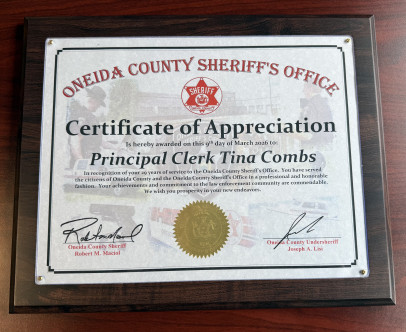 ONEIDA COUNTY SHERIFF'S OFFICE
SHERIFF
Certificate of Appreciation
Is hereby awarded on this 9th day of March 2026 to:
Principal Clerk Tina Combs
In recognition of your 29 years of service to the Oneida County Sheriff's Office. You have served
the citizens of Oneida County and the Oneida County Sheriff's Office in a professional and honorable
fashion. Your achievements and commitment to the law enforcement community are commendable.
We wish you prosperity in your new endeavors.
Oneida County Sheriff
Robert M. Maciol
Oneida County Undersheriff
Joseph A. Lisi